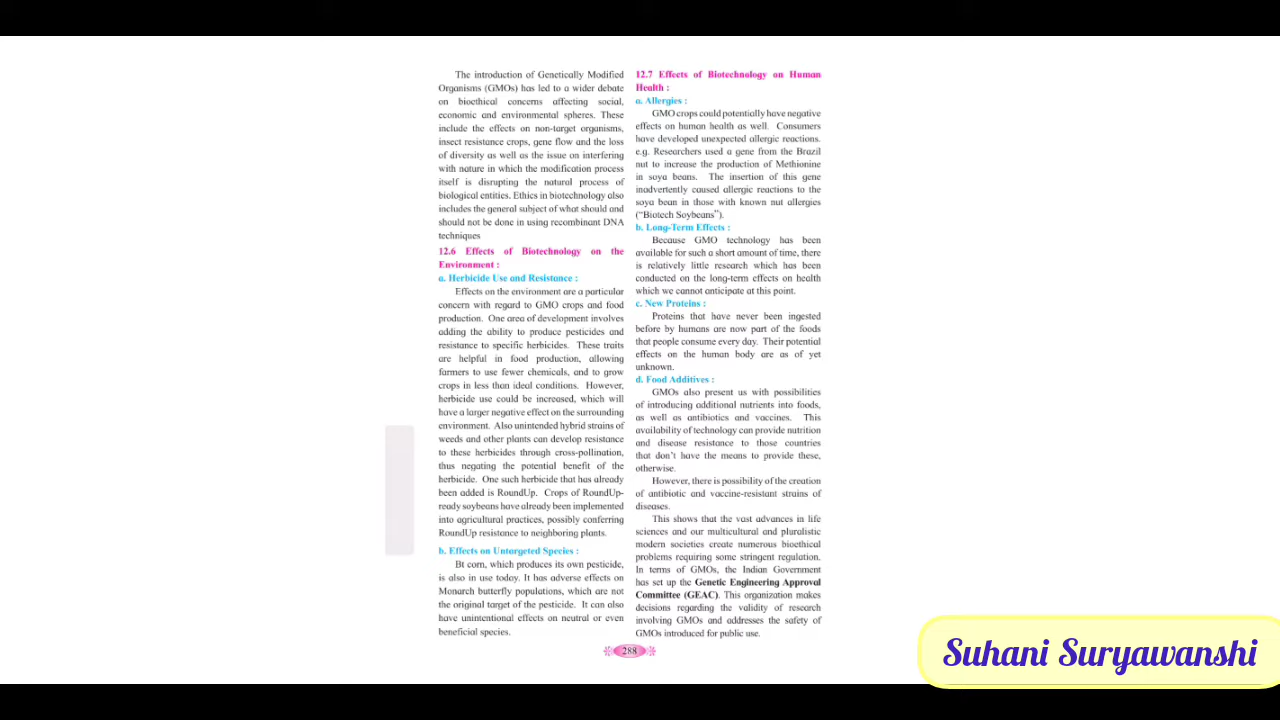 The introduction of Genetically Modified
Organisms (GMOs) has led to a wider debate
on bioethical concerns affecting social,
economic and environmental spheres. These
include the effects on non-target organisms,
insect resistance crops, gene flow and the loss
of diversity as well as the issue on interfering
with nature in which the modification process
itself is disrupting the natural process of
biological entities. Ethics in biotechnology also
includes the general subject of what should and
should not be done in using recombinant DNA
techniques
12.6 Effects of Biotechnology on the
Environment :
a. Herbicide Use and Resistance :
Effects on the environment are a particular
concern with regard to GMO crops and food
production. One area of development involves
adding the ability to produce pesticides and
resistance to specific herbicides. These traits
are helpful in food production, allowing
farmers to use fewer chemicals, and to grow
crops in less than ideal conditions. However,
herbicide use could be increased, which will
have a larger negative effect on the surrounding
environment. Also unintended hybrid strains of
weeds and other plants can develop resistance
to these herbicides through cross-pollination,
thus negating the potential benefit of the
herbicide. One such herbicide that has already
been added is RoundUp. Crops of RoundUp-
ready soybeans have already been implemented
into agricultural practices, possibly conferring
RoundUp resistance to neighboring plants.
b. Effects on Untargeted Species :
Bt corn, which produces its own pesticide,
is also in use today. It has adverse effects on
Monarch butterfly populations, which are not
the original target of the pesticide. It can also
have unintentional effects on neutral or even
beneficial species.
12.7 Effects of Biotechnology on Human
Health :
a. Allergies :
GMO crops could potentially have negative
effects on human health as well. Consumers
have developed unexpected allergic reactions.
e.g. Researchers used a gene from the Brazil
nut to increase the production of Methionine
in soya beans. The insertion of this gene
inadvertently caused allergic reactions to the
soya bean in those with known nut allergies
("Biotech Soybeans").
b. Long-Term Effects :
Because GMO technology has been
available for such a short amount of time, there
is relatively little research which has been
conducted on the long-term effects on health
which we cannot anticipate at this point.
c. New Proteins :
Proteins that have never been ingested
before by humans are now part of the foods
that people consume every day. Their potential
effects on the human body are as of yet
unknown.
d. Food Additives :
GMOs also present us with possibilities
of introducing additional nutrients into foods,
as well as antibiotics and vaccines. This
availability of technology can provide nutrition
and disease resistance to those countries
that don't have the means to provide these,
otherwise.
However, there is possibility of the creation
of antibiotic and vaccine-resistant strains of
diseases.
This shows that the vast advances in life
sciences and our multicultural and pluralistic
modern societies create numerous bioethical
problems requiring some stringent regulation.
In terms of GMOs, the Indian Government
has set up the Genetic Engineering Approval
Committee (GEAC). This organization makes
decisions regarding the validity of research
involving GMOs and addresses the safety of
GMOs introduced for public use.
288
Suhani Suryawanshi